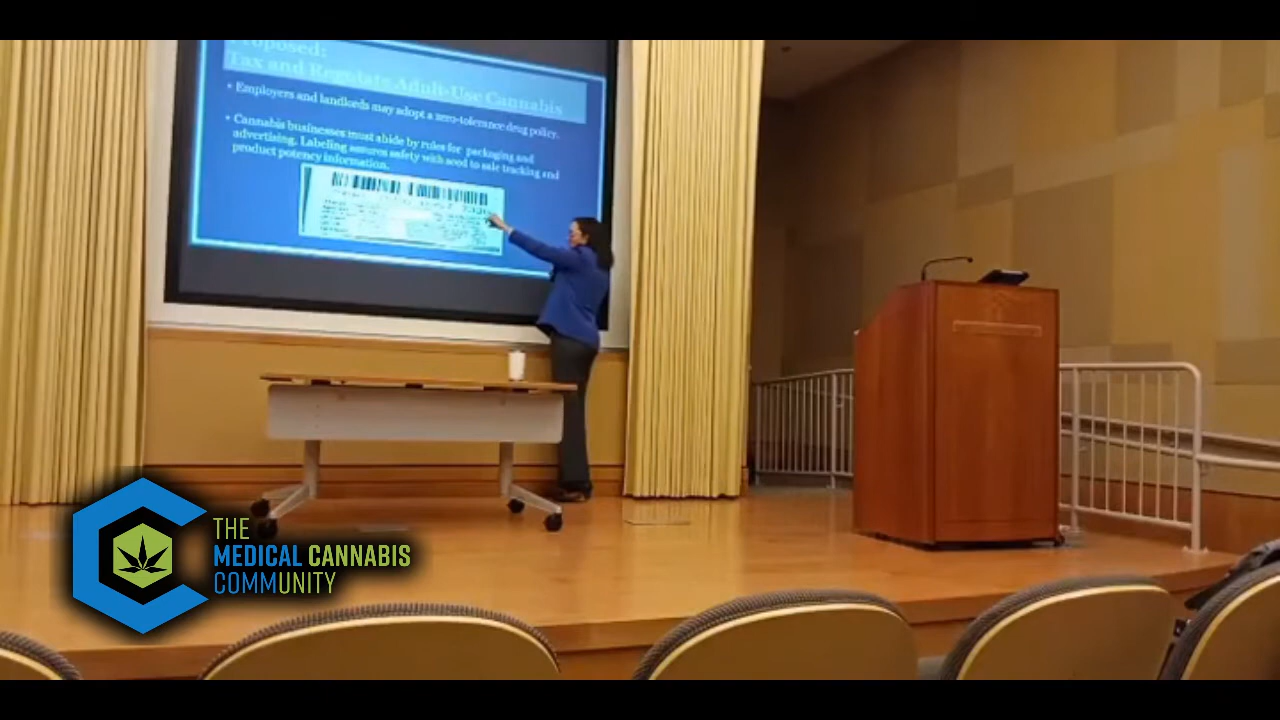 Proposed:
Tax and Regulate Adult-Use Cannabis
• Employers and landlords may adopt a zero-tolerance drug policy.
• Cannabis businesses must abide by rules for packaging and
advertising. Labeling assures safety with seed to sale tracking and
product potency information.
THE
MEDICAL CANNABIS
COMMUNITY